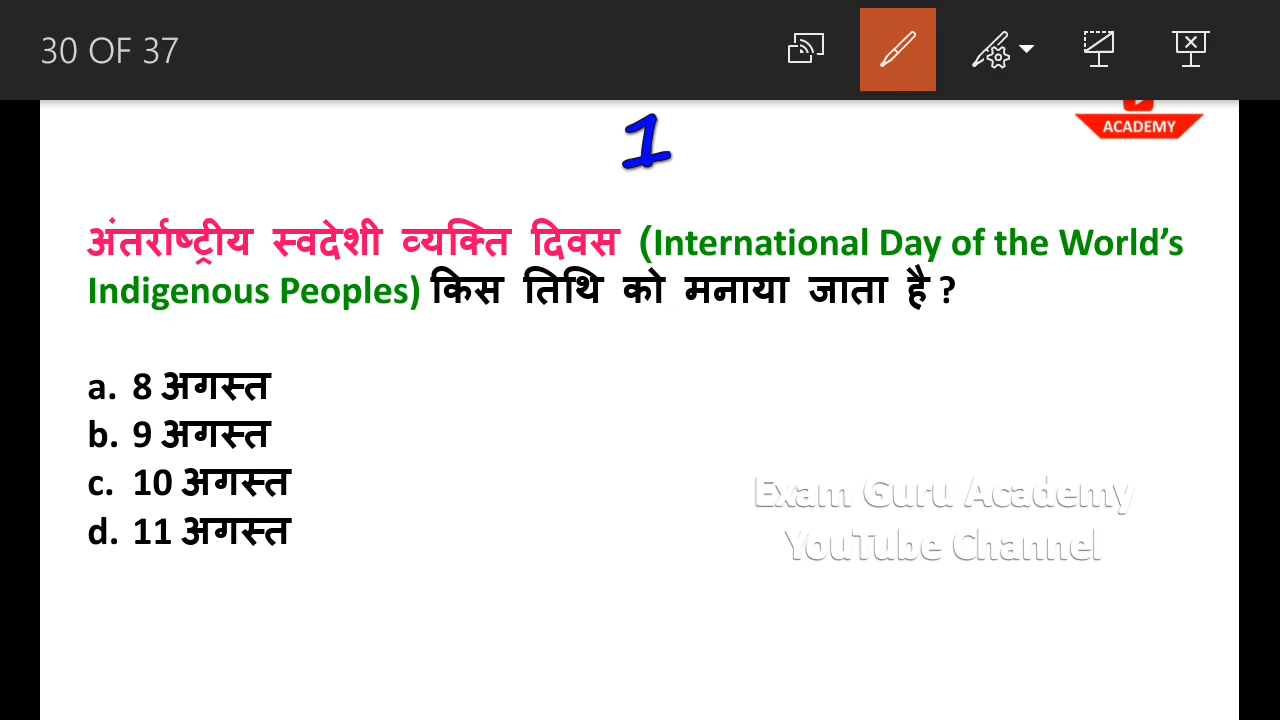 30 OF 37
ACADEMY
1
अंतर्राष्ट्रीय स्वदेशी व्यक्ति दिवस (International Day of the World’s
Indigenous Peoples) किस तिथि को मनाया जाता है ?
a. 8 अगस्त
b. 9 अगस्त
c. 10 अगस्त
d. 11 अगस्त
Exam Guru Academy
YouTube Channel